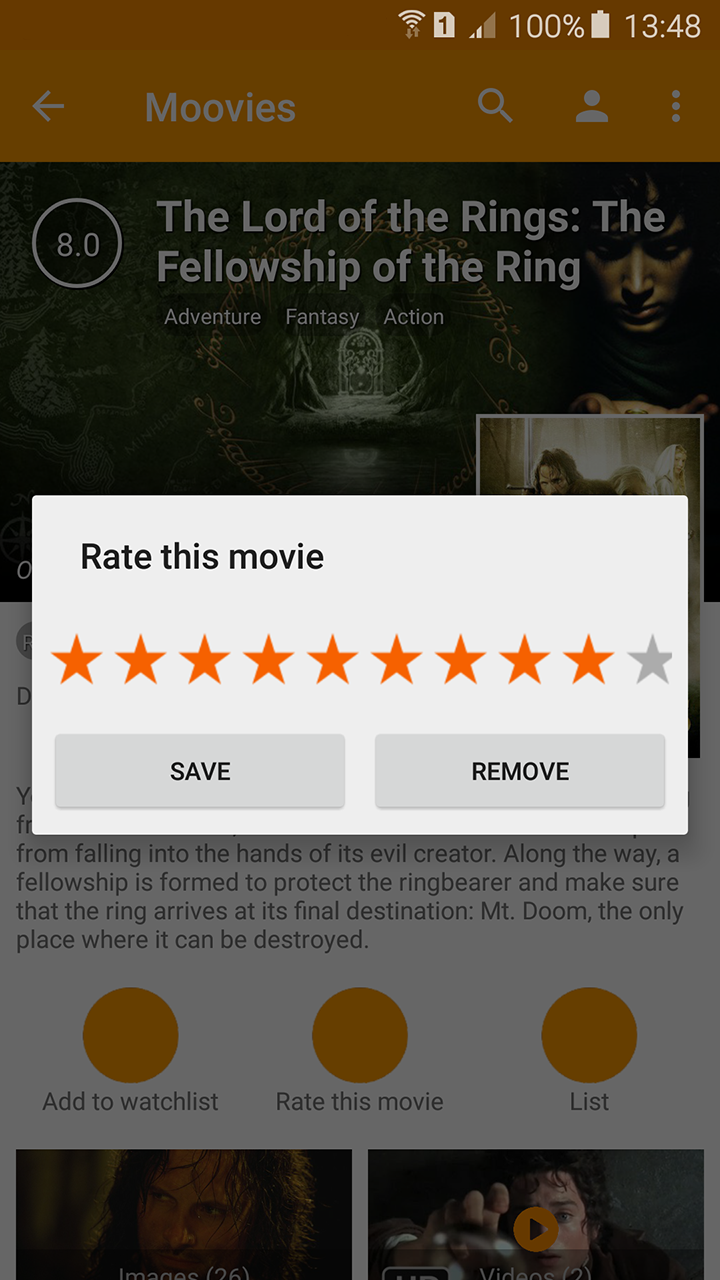 1 100% 13:48
Moovies
8.0
The Lord of the Rings: The
Fellowship of the Ring
Adventure Fantasy Action
Rate this movie
SAVE
REMOVE
from falling into the hands of its evil creator. Along the way, a
fellowship is formed to protect the ringbearer and make sure
that the ring arrives at its final destination: Mt. Doom, the only
place where it can be destroyed.
Add to watchlist
Rate this movie
List
Images (26)
HD
Videos (2)